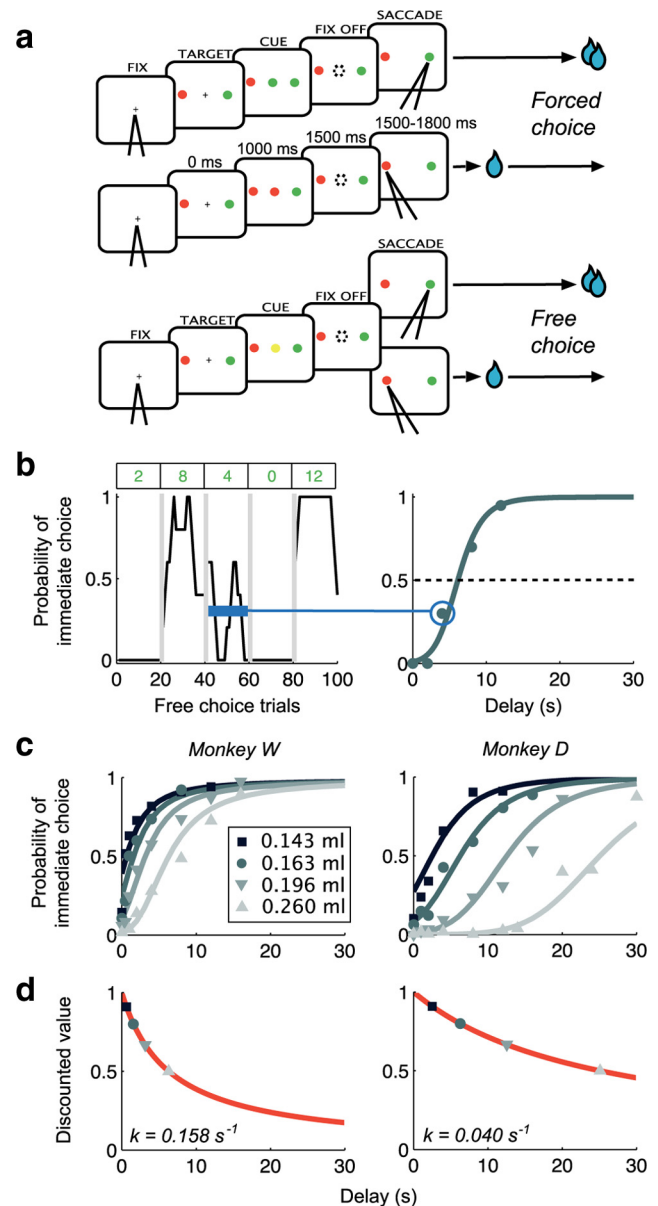 a
SACCADE
FIX OFF
CUE
TARGET
FIX
Forced
choice
1500-1800 ms
1500 ms
1000 ms
0 ms
SACCADE
FIX OFF
CUE
TARGET
FIX
Free
choice
b
2 8 4 0 12
Probability of
immediate choice
1
0.5
0
0 20 40 60 80 100
Free choice trials
1
0.5
0
0 10 20 30
Delay (s)
c
Monkey W
Monkey D
Probability of
immediate choice
1
0.5
0
0.143 ml
0.163 ml
0.196 ml
0.260 ml
0 10 20 30
1
0.5
0
0 10 20 30
d
Discounted value
1
0.5
0
k = 0.158 s⁻¹
0 10 20 30
1
0.5
0
k = 0.040 s⁻¹
0 10 20 30
Delay (s)